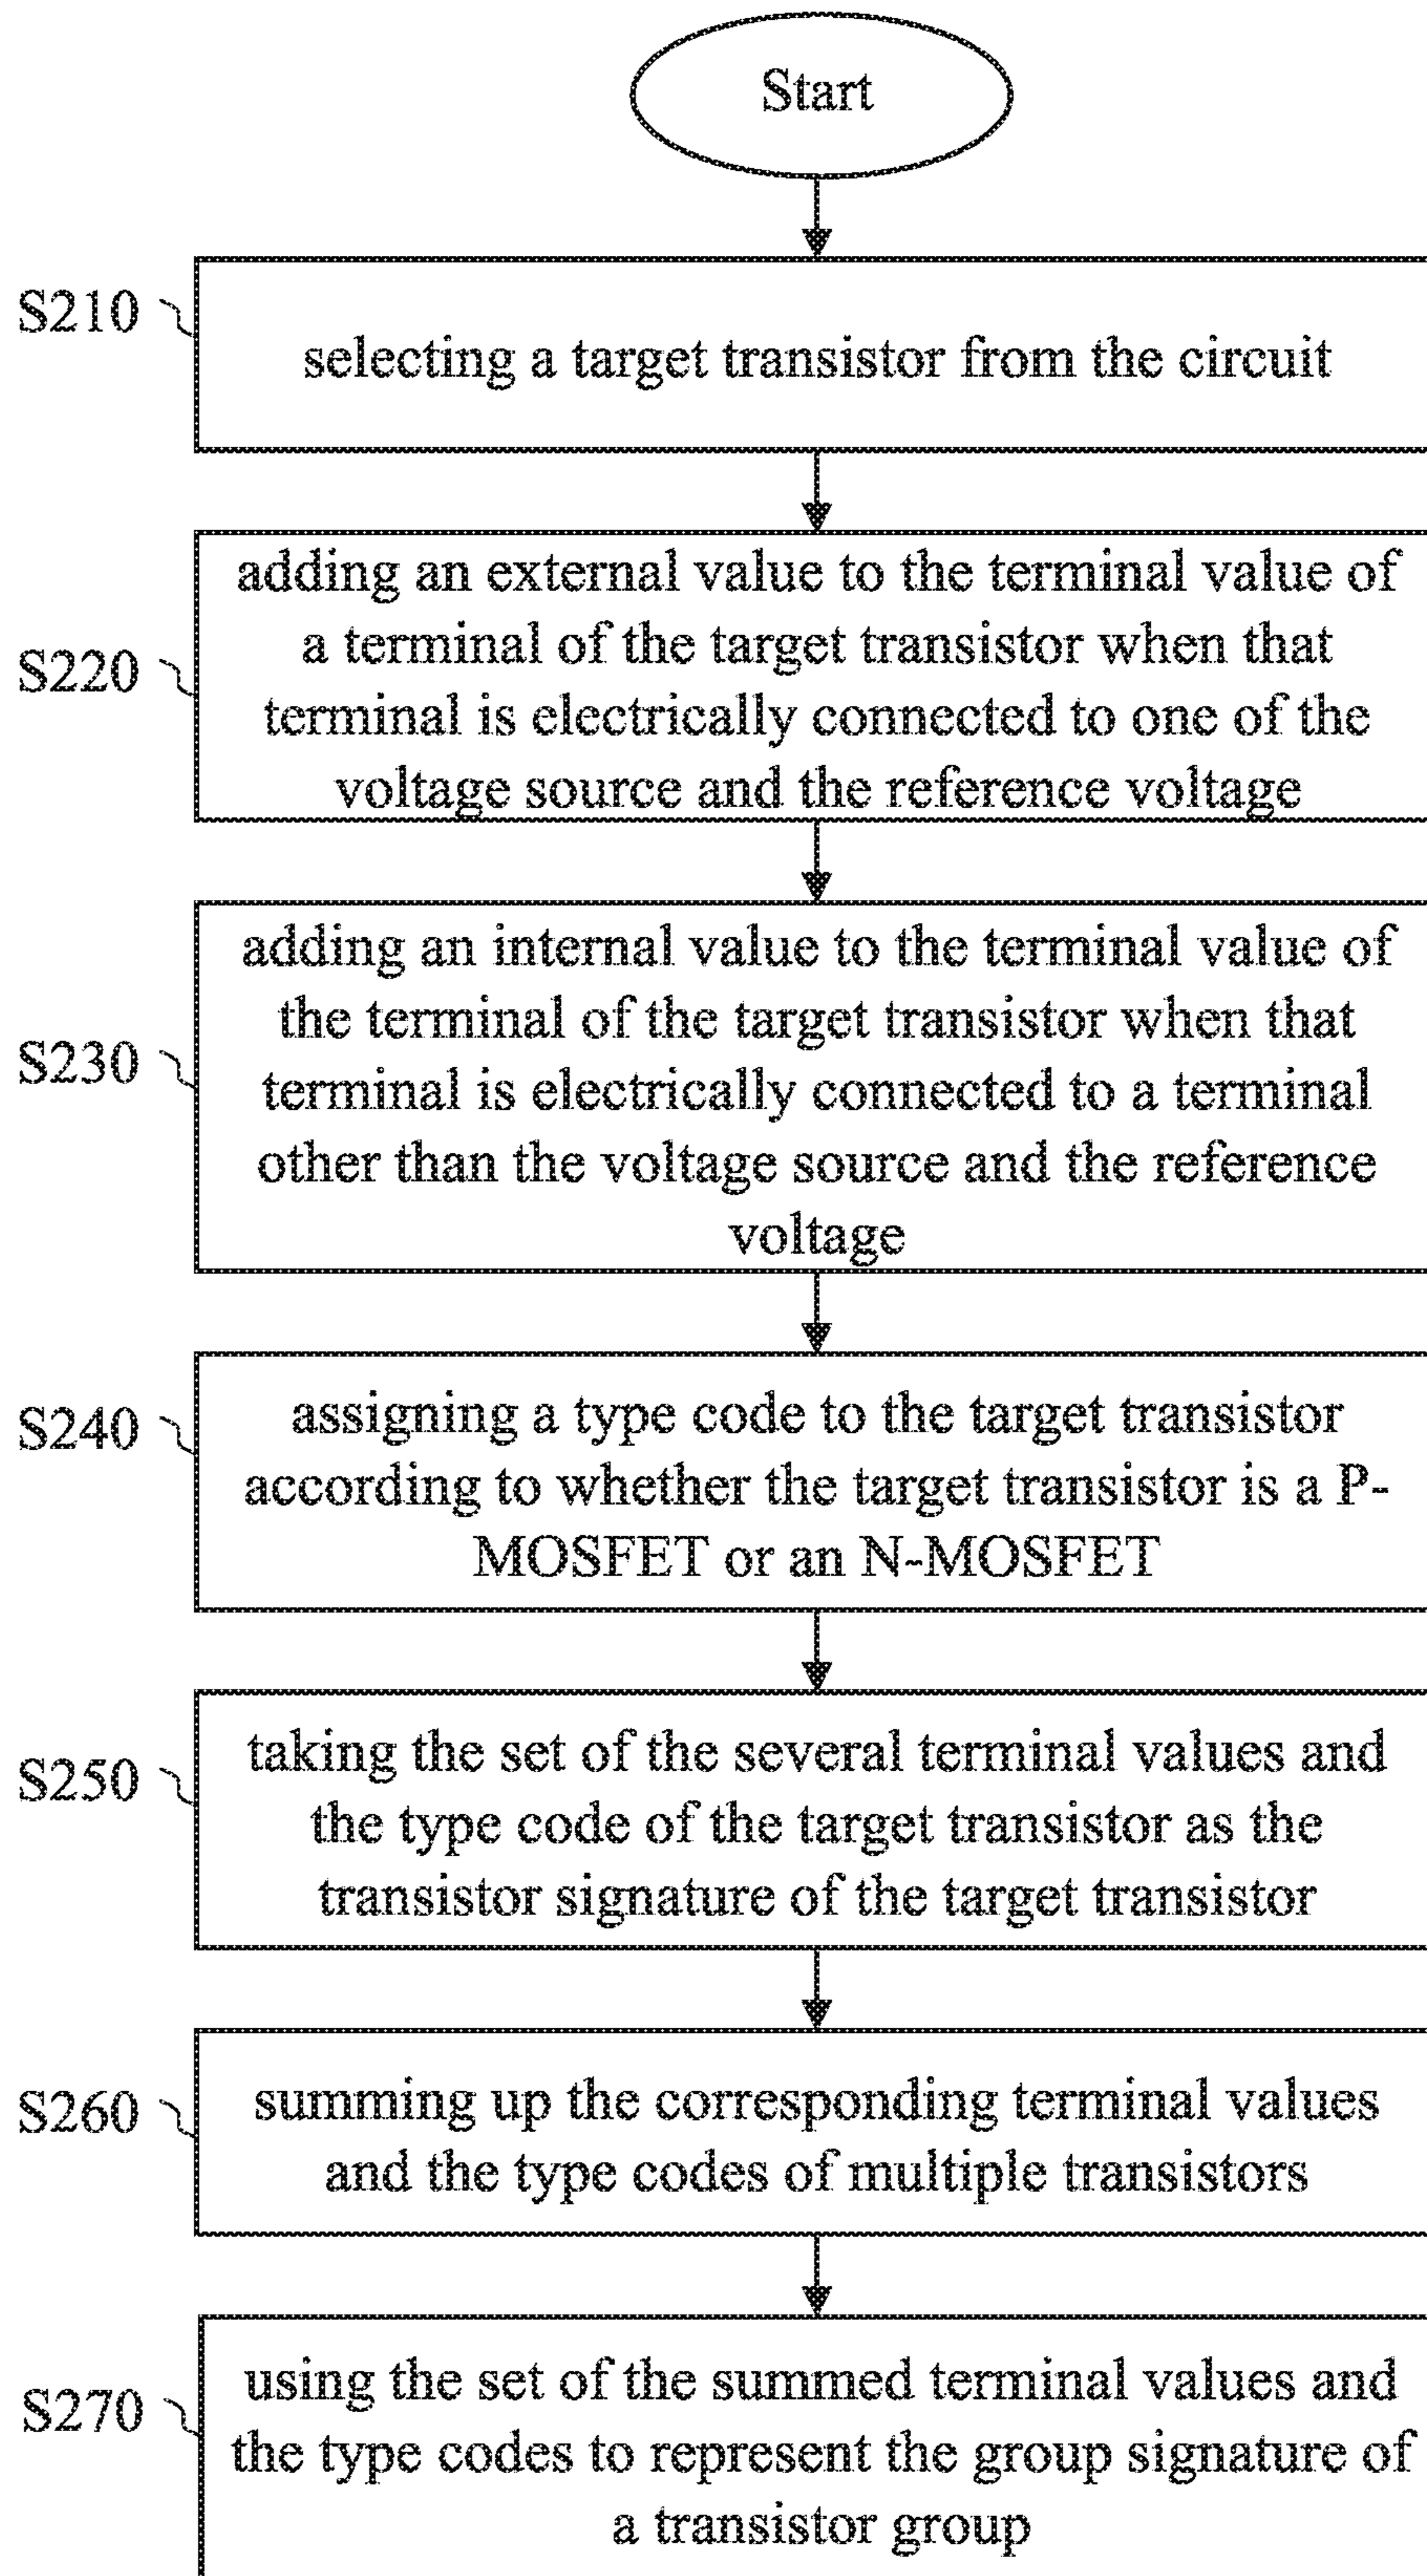 Start
S210
selecting a target transistor from the circuit
S220
adding an external value to the terminal value of
a terminal of the target transistor when that
terminal is electrically connected to one of the
voltage source and the reference voltage
S230
adding an internal value to the terminal value of
the terminal of the target transistor when that
terminal is electrically connected to a terminal
other than the voltage source and the reference
voltage
S240
assigning a type code to the target transistor
according to whether the target transistor is a P-
MOSFET or an N-MOSFET
S250
taking the set of the several terminal values and
the type code of the target transistor as the
transistor signature of the target transistor
S260
summing up the corresponding terminal values
and the type codes of multiple transistors
S270
using the set of the summed terminal values and
the type codes to represent the group signature of
a transistor group